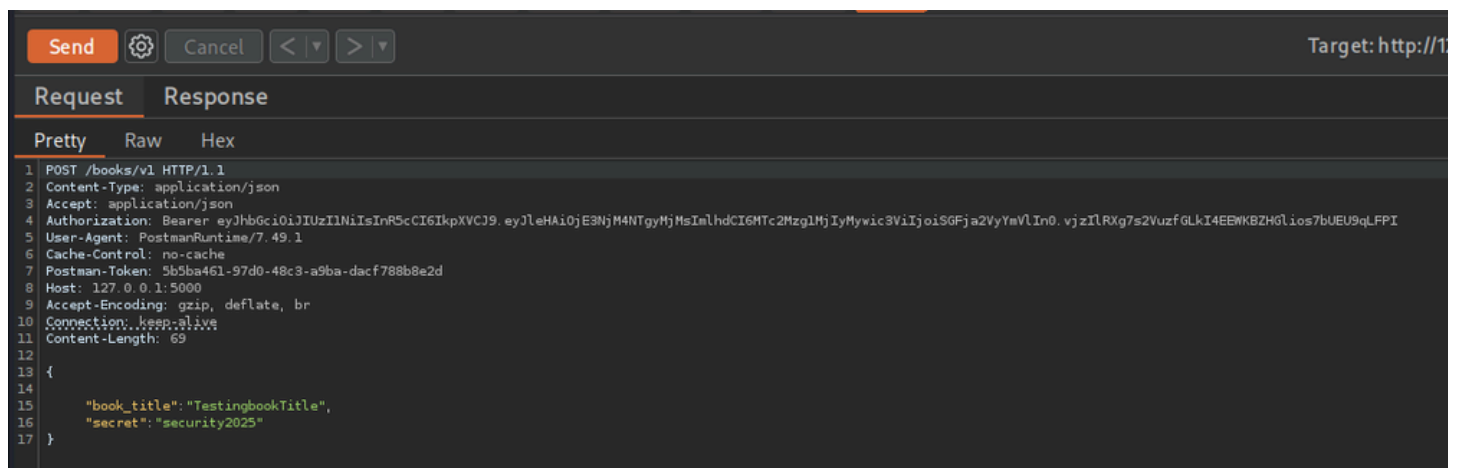 Send Cancel < > Target: http://12
Request Response
Pretty Raw Hex
1 POST /books/v1 HTTP/1.1
2 Content-Type: application/json
3 Accept: application/json
4 Authorization: Bearer eyJhbGciOiJIUzI1NiIsInR5cCI6IkpXVCJ9.eyJleHAiOjE3NjM4NTgyMjMsImlhdCI6MTc2Mzg1MjIyMywic3ViIjoiSGFja2VyYmVlIn0.vjzIlRXg7s2VuzfGLkI4EEWKBZHGlios7bUEU9qLFPI
5 User-Agent: PostmanRuntime/7.49.1
6 Cache-Control: no-cache
7 Postman-Token: 5b5ba461-97d0-48c3-a9ba-dacf788b8e2d
8 Host: 127.0.0.1:5000
9 Accept-Encoding: gzip, deflate, br
10 Connection: keep-alive
11 Content-Length: 69
12
13 {
14
15 "book_title":"TestingbookTitle",
16 "secret":"security2025"
17 }